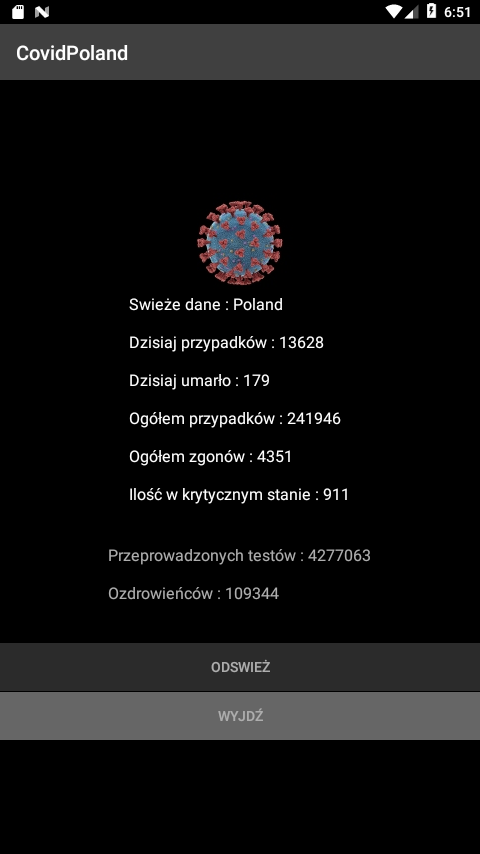 6:51
CovidPoland
Swieże dane : Poland
Dzisiaj przypadków : 13628
Dzisiaj umarło : 179
Ogółem przypadków : 241946
Ogółem zgonów : 4351
Ilość w krytycznym stanie : 911
Przeprowadzonych testów : 4277063
Ozdrowieńców : 109344
ODSWIEŻ
WYJDŹ